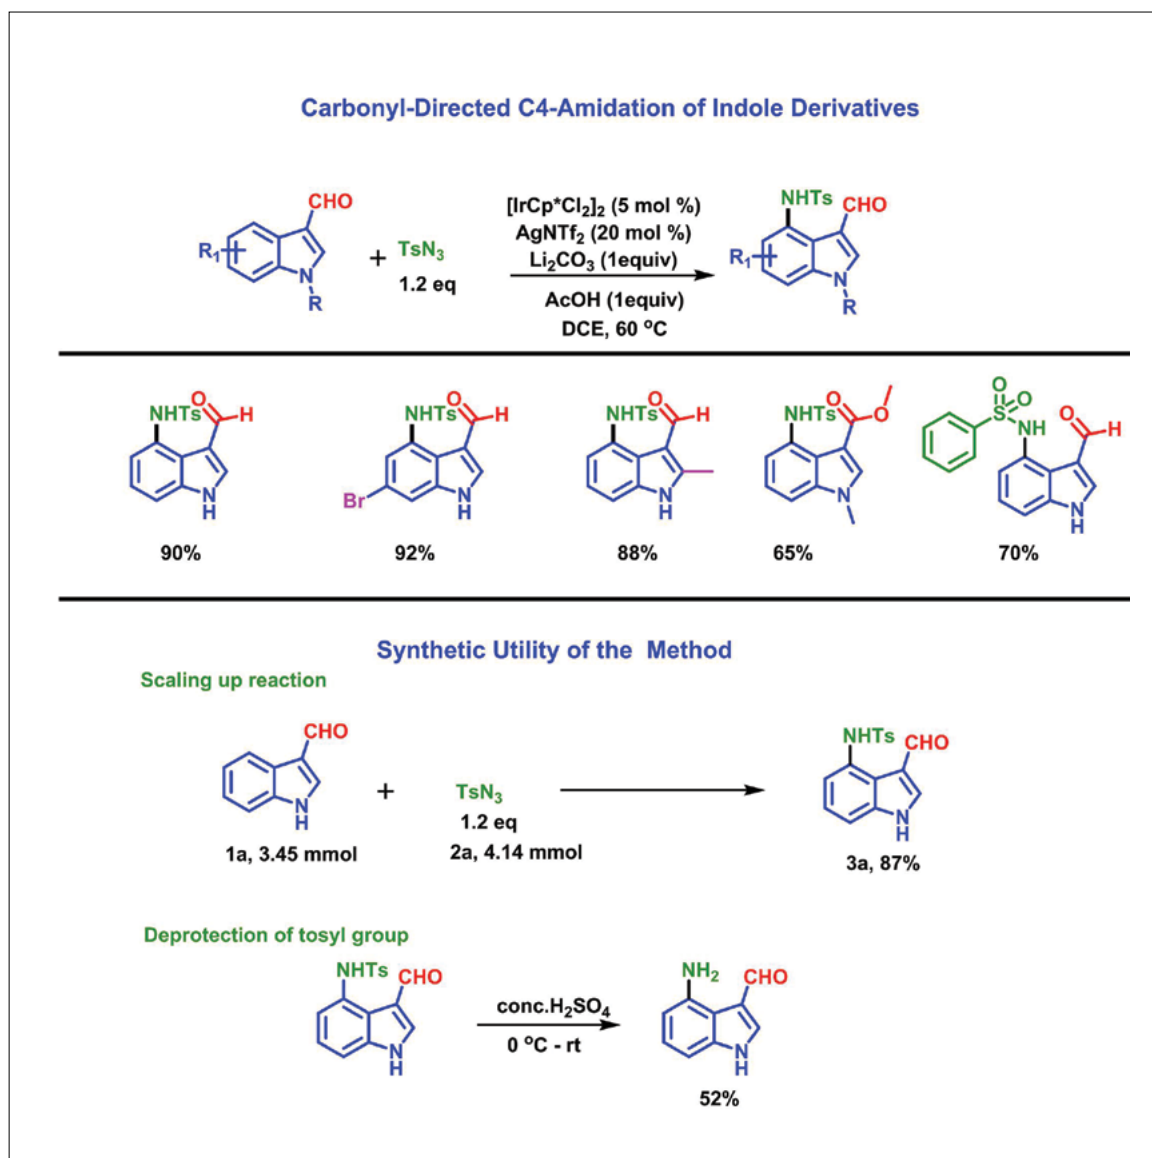 Carbonyl-Directed C4-Amidation of Indole Derivatives
CHO
R₁
N
R
+
TsN₃
1.2 eq
[IrCp*Cl₂]₂ (5 mol %)
AgNTf₂ (20 mol %)
Li₂CO₃ (1equiv)
AcOH (1equiv)
DCE, 60 ºC
NHTs
CHO
R₁
N
R
NHTs O H
N
H
90%
NHTs O H
Br N
H
92%
NHTs O H
N
H
88%
NHTs O
O
N
65%
O
O
S
N H
O
H
N
H
70%
Synthetic Utility of the Method
Scaling up reaction
CHO
N
H
1a, 3.45 mmol
+
TsN₃
1.2 eq
2a, 4.14 mmol
NHTs
CHO
N
H
3a, 87%
Deprotection of tosyl group
NHTs
CHO
N
H
conc.H₂SO₄
0 ºC - rt
NH₂
CHO
N
H
52%